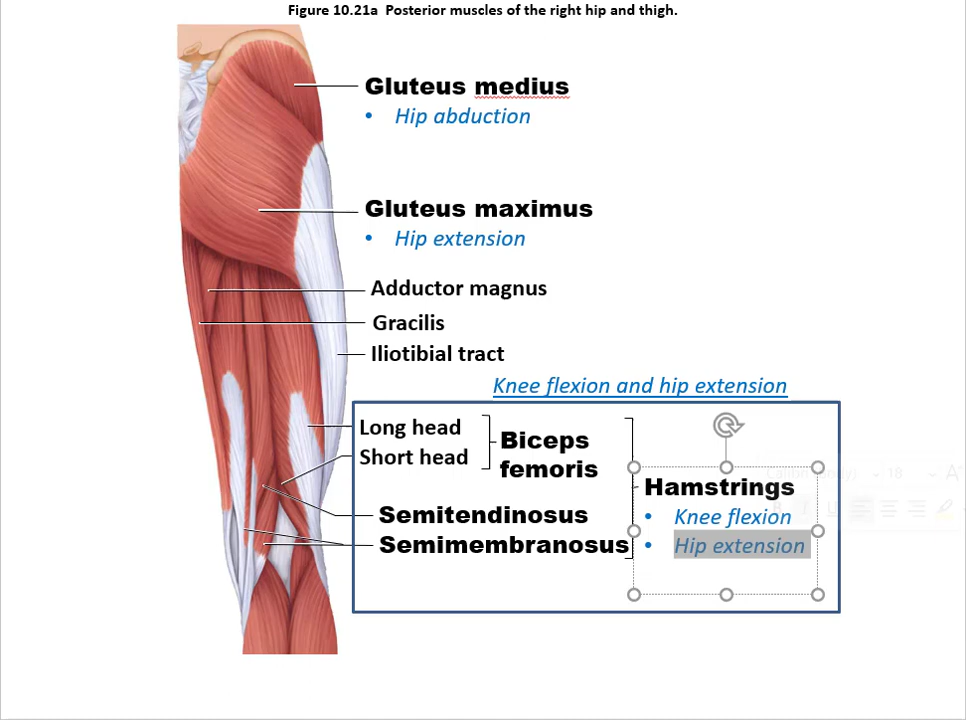 Figure 10.21a Posterior muscles of the right hip and thigh.
Gluteus medius
• Hip abduction
Gluteus maximus
• Hip extension
Adductor magnus
Gracilis
Iliotibial tract
Knee flexion and hip extension
Long head
Short head
Biceps
femoris
Hamstrings
• Knee flexion
• Hip extension
Semitendinosus
Semimembranosus
18